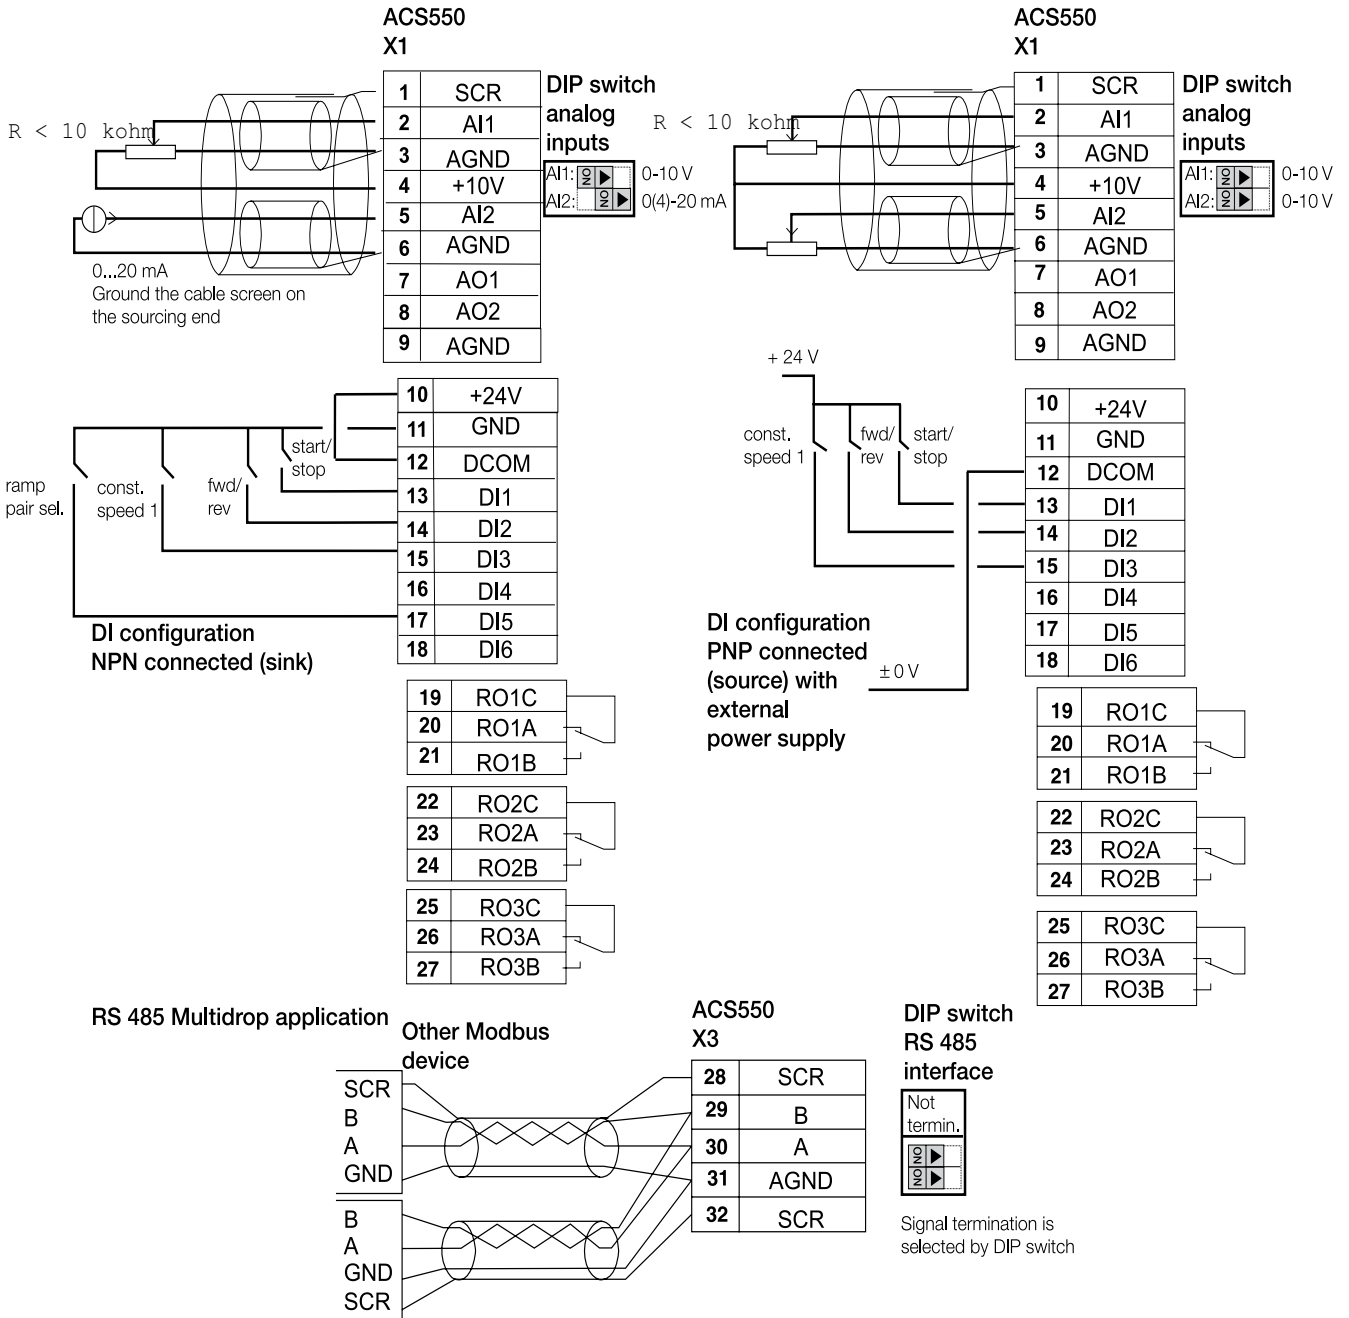 ACS550
X1
R < 10 kohm
1 SCR
2 AI1
3 AGND
4 +10V
5 AI2
6 AGND
7 AO1
8 AO2
9 AGND
DIP switch
analog
inputs
AI1: ON 0-10 V
AI2: ON 0(4)-20 mA
0...20 mA
Ground the cable screen on
the sourcing end
10 +24V
11 GND
12 DCOM
13 DI1
14 DI2
15 DI3
16 DI4
17 DI5
18 DI6
ramp
pair sel.
const.
speed 1
fwd/
rev
start/
stop
DI configuration
NPN connected (sink)
19 RO1C
20 RO1A
21 RO1B
22 RO2C
23 RO2A
24 RO2B
25 RO3C
26 RO3A
27 RO3B
ACS550
X1
R < 10 kohm
1 SCR
2 AI1
3 AGND
4 +10V
5 AI2
6 AGND
7 AO1
8 AO2
9 AGND
DIP switch
analog
inputs
AI1: ON 0-10 V
AI2: ON 0-10 V
+ 24 V
const.
speed 1
fwd/
rev
start/
stop
10 +24V
11 GND
12 DCOM
13 DI1
14 DI2
15 DI3
16 DI4
17 DI5
18 DI6
DI configuration
PNP connected
(source) with
external
power supply
±0 V
19 RO1C
20 RO1A
21 RO1B
22 RO2C
23 RO2A
24 RO2B
25 RO3C
26 RO3A
27 RO3B
RS 485 Multidrop application
Other Modbus
device
SCR
B
A
GND
B
A
GND
SCR
ACS550
X3
28 SCR
29 B
30 A
31 AGND
32 SCR
DIP switch
RS 485
interface
Not
termin.
ON
ON
Signal termination is
selected by DIP switch